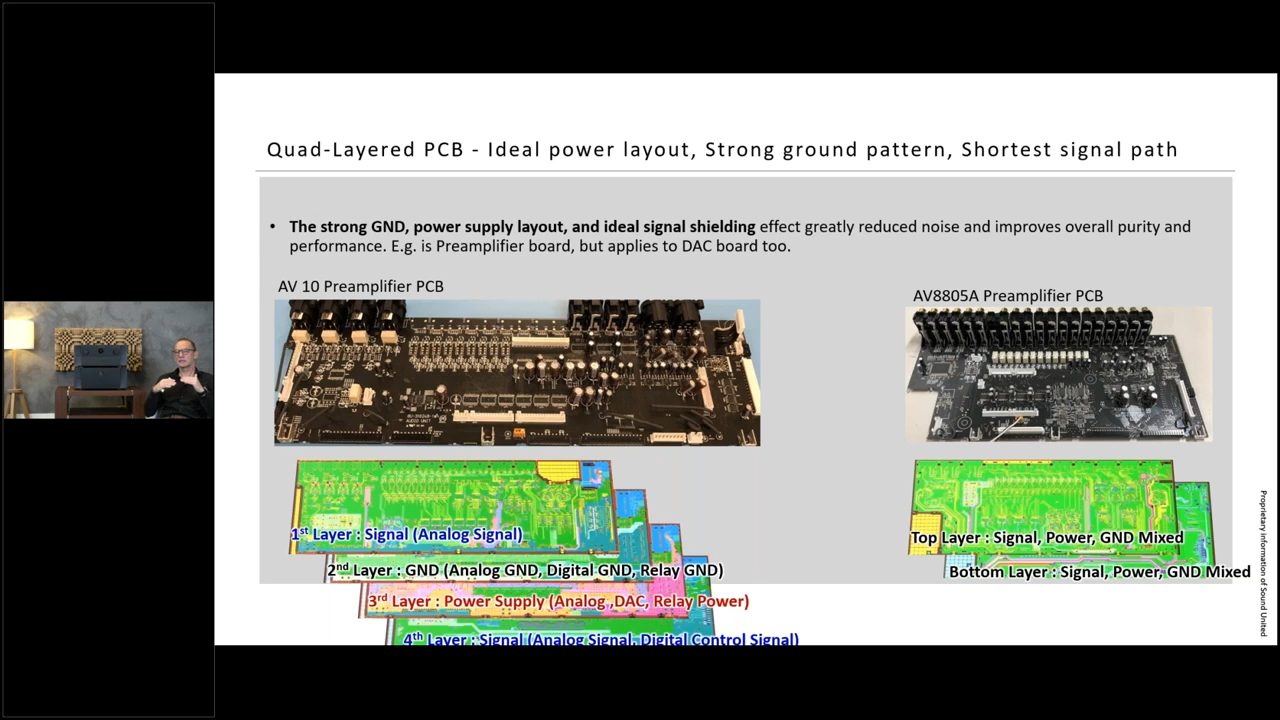 Quad-Layered PCB - Ideal power layout, Strong ground pattern, Shortest signal path
• The strong GND, power supply layout, and ideal signal shielding effect greatly reduced noise and improves overall purity and
performance. E.g. is Preamplifier board, but applies to DAC board too.
AV 10 Preamplifier PCB
AV8805A Preamplifier PCB
1st Layer : Signal (Analog Signal)
2nd Layer : GND (Analog GND, Digital GND, Relay GND)
3rd Layer : Power Supply (Analog ,DAC, Relay Power)
4th Layer : Signal (Analog Signal, Digital Control Signal)
Top Layer : Signal, Power, GND Mixed
Bottom Layer : Signal, Power, GND Mixed
Proprietary information of Sound United